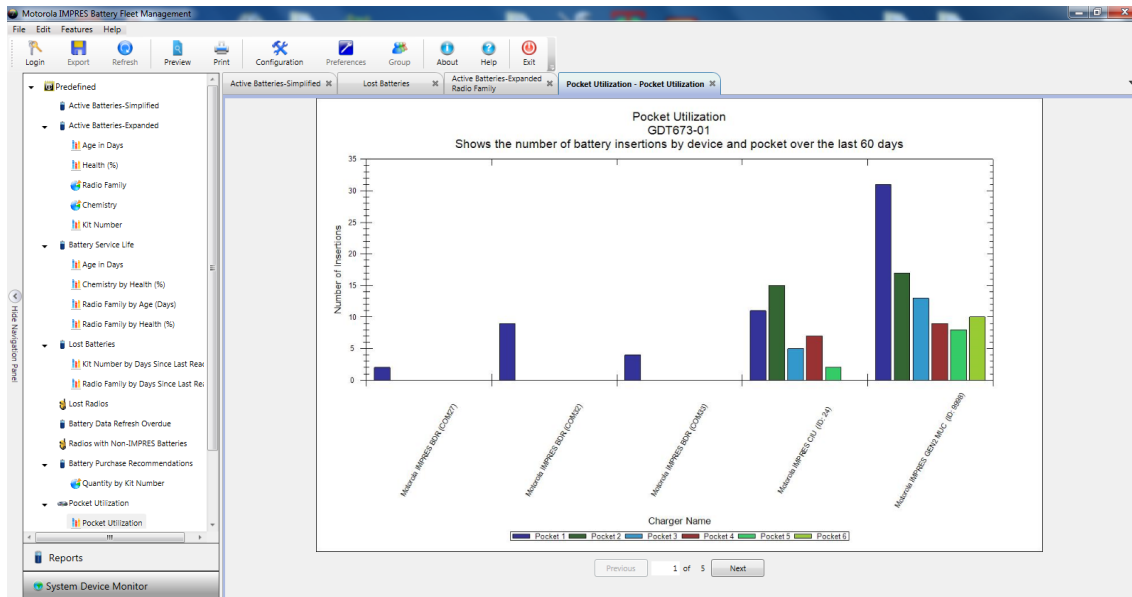 Motorola IMPRES Battery Fleet Management
File Edit Features Help
Login Export Refresh Preview Print Configuration Preferences Group About Help Exit
Active Batteries-Simplified
Lost Batteries
Active Batteries-Expanded
Radio Family
Pocket Utilization - Pocket Utilization
Hide Navigation Panel
Predefined
Active Batteries-Simplified
Active Batteries-Expanded
Age in Days
Health (%)
Radio Family
Chemistry
Kit Number
Battery Service Life
Age in Days
Chemistry by Health (%)
Radio Family by Age (Days)
Radio Family by Health (%)
Lost Batteries
Kit Number by Days Since Last Read
Radio Family by Days Since Last Rea
Lost Radios
Battery Data Refresh Overdue
Radios with Non-IMPRES Batteries
Battery Purchase Recommendations
Quantity by Kit Number
Pocket Utilization
Pocket Utilization
Reports
System Device Monitor
Pocket Utilization
GDT673-01
Shows the number of battery insertions by device and pocket over the last 60 days
Number of Insertions
35
30
25
20
15
10
5
0
Motorola IMPRES BDR (COM27)
Motorola IMPRES BDR (COM32)
Motorola IMPRES BDR (COM33)
Motorola IMPRES CIU (ID: 24)
Motorola IMPRES GEN2 MUC (ID: 9998)
Charger Name
Pocket 1 Pocket 2 Pocket 3 Pocket 4 Pocket 5 Pocket 6
Previous 1 of 5 Next